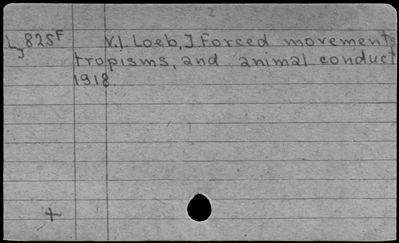 2
L, 825F V.1. Loeb, J. Forced movements
tropisms, and animal conduct
1918.
+